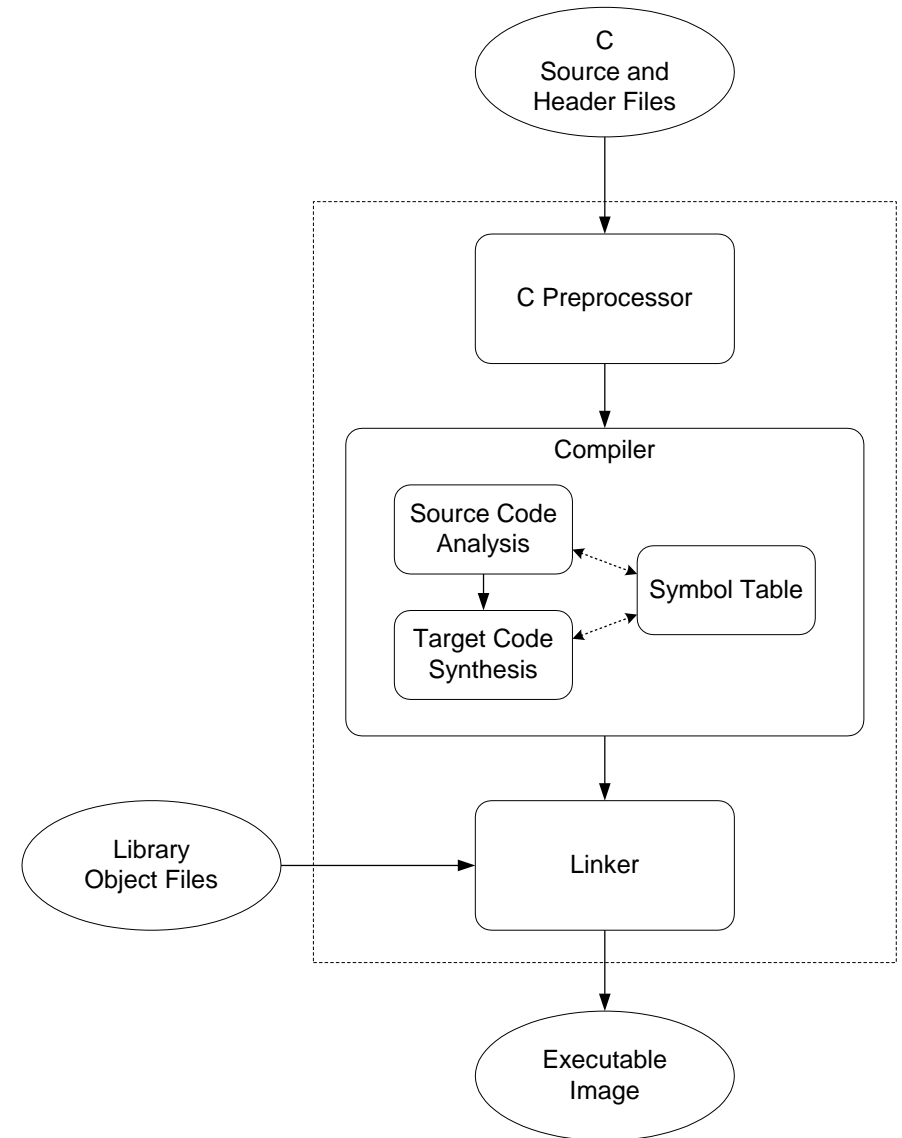 C
Source and
Header Files
C Preprocessor
Compiler
Source Code
Analysis
Symbol Table
Target Code
Synthesis
Library
Object Files
Linker
Executable
Image